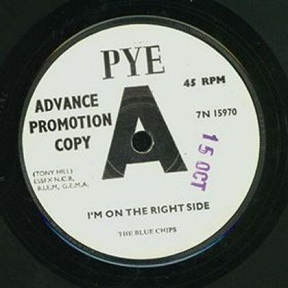 PYE
45 RPM
ADVANCE
PROMOTION
COPY
A
7N 15970
(TONY HILL)
ESSEX N.C.B.
B.I.E.M., G.E.M.A.
15 OCT
I'M ON THE RIGHT SIDE
THE BLUE CHIPS